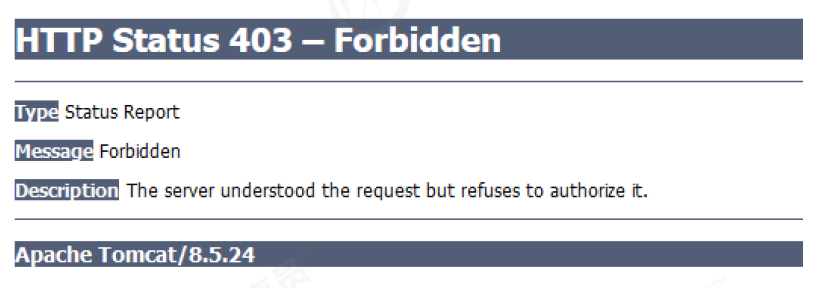 HTTP Status 403 – Forbidden
Type Status Report
Message Forbidden
Description The server understood the request but refuses to authorize it.
Apache Tomcat/8.5.24